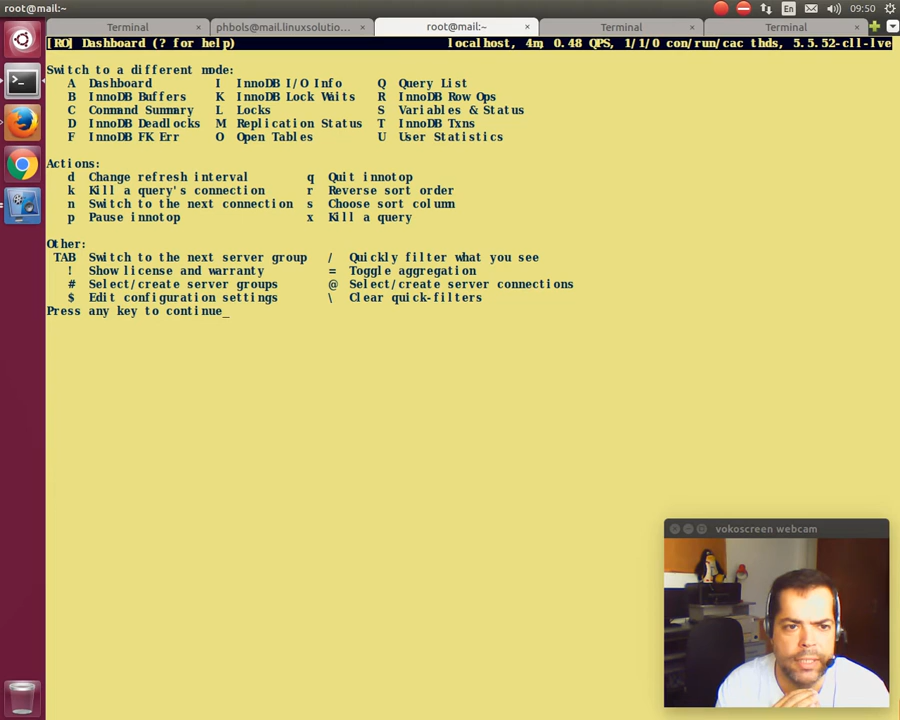 root@mail:~
En
09:50
Terminal
phbols@mail.linuxsolutio...
root@mail:~
Terminal
Terminal
[RO] Dashboard (? for help) localhost, 4m, 0.48 QPS, 1/1/0 con/run/cac thds, 5.5.52-cll-lve
Switch to a different mode:
A Dashboard I InnoDB I/O Info Q Query List
B InnoDB Buffers K InnoDB Lock Waits R InnoDB Row Ops
C Command Summary L Locks S Variables & Status
D InnoDB Deadlocks M Replication Status T InnoDB Txns
F InnoDB FK Err O Open Tables U User Statistics
Actions:
d Change refresh interval q Quit innotop
k Kill a query's connection r Reverse sort order
n Switch to the next connection s Choose sort column
p Pause innotop x Kill a query
Other:
TAB Switch to the next server group / Quickly filter what you see
! Show license and warranty = Toggle aggregation
# Select/create server groups @ Select/create server connections
$ Edit configuration settings \ Clear quick-filters
Press any key to continue_
vokoscreen webcam